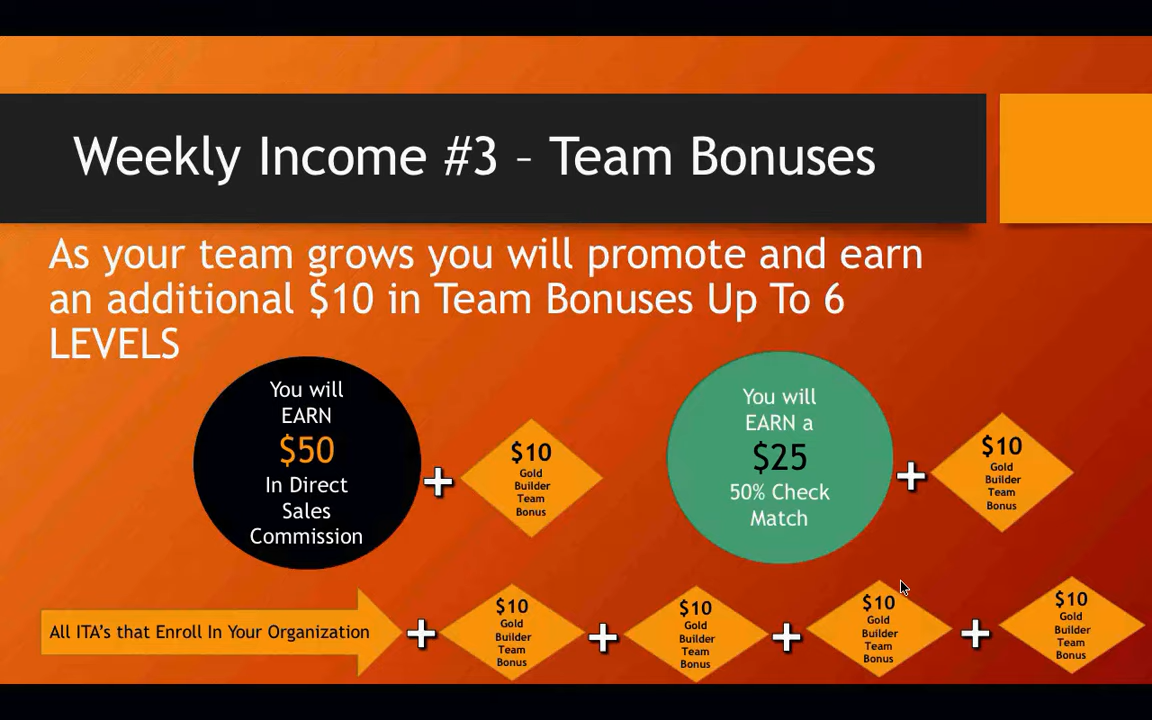 Weekly Income #3 – Team Bonuses
As your team grows you will promote and earn
an additional $10 in Team Bonuses Up To 6
LEVELS
You will
EARN
$50
In Direct
Sales
Commission
+
$10
Gold
Builder
Team
Bonus
You will
EARN a
$25
50% Check
Match
+
$10
Gold
Builder
Team
Bonus
All ITA's that Enroll In Your Organization
+
$10
Gold
Builder
Team
Bonus
+
$10
Gold
Builder
Team
Bonus
+
$10
Gold
Builder
Team
Bonus
+
$10
Gold
Builder
Team
Bonus